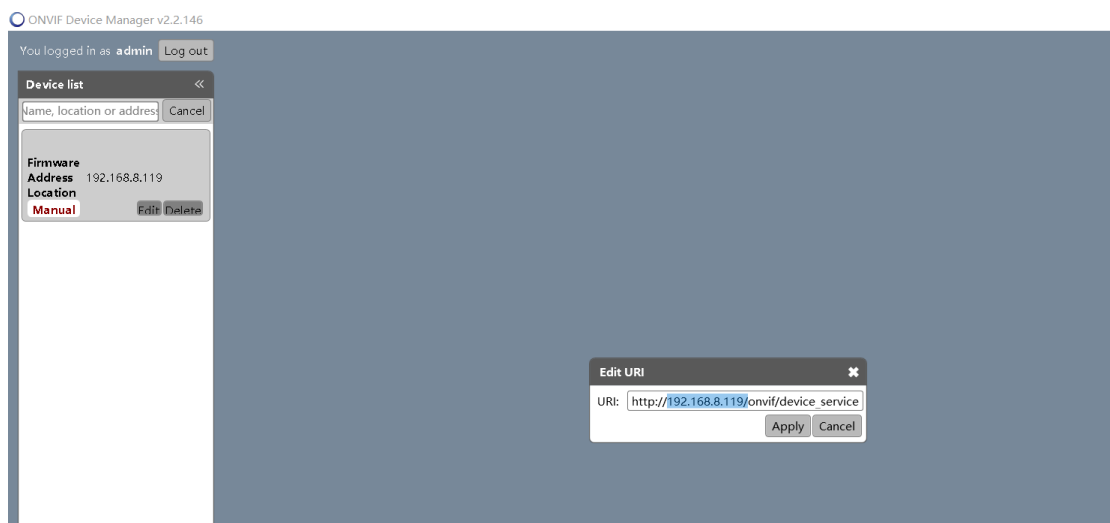 ONVIF Device Manager v2.2.146
You logged in as admin Log out
Device list «
Name, location or address Cancel
Firmware
Address 192.168.8.119
Location
Manual Edit Delete
Edit URI
URI: http://192.168.8.119/onvif/device_service
Apply Cancel